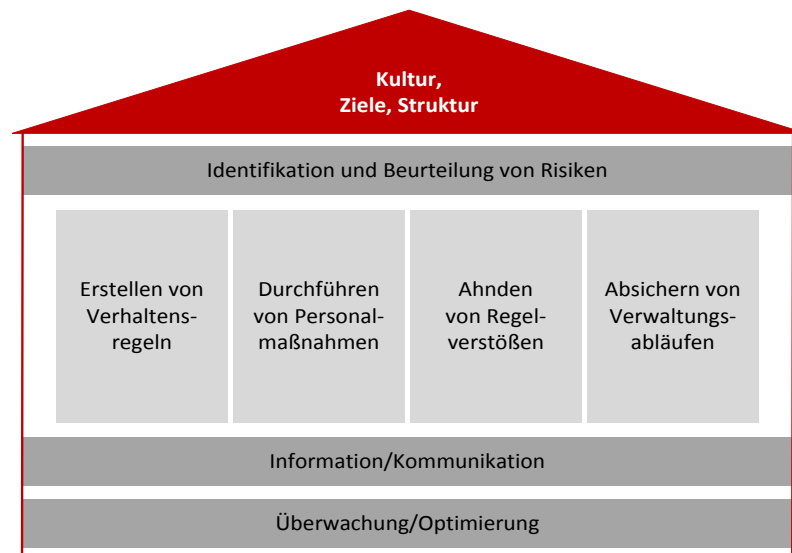 Kultur,
Ziele, Struktur
Identifikation und Beurteilung von Risiken
Erstellen von
Verhaltens-
regeln
Durchführen
von Personal-
maßnahmen
Ahnden
von Regel-
verstößen
Absichern von
Verwaltungs-
abläufen
Information/Kommunikation
Überwachung/Optimierung